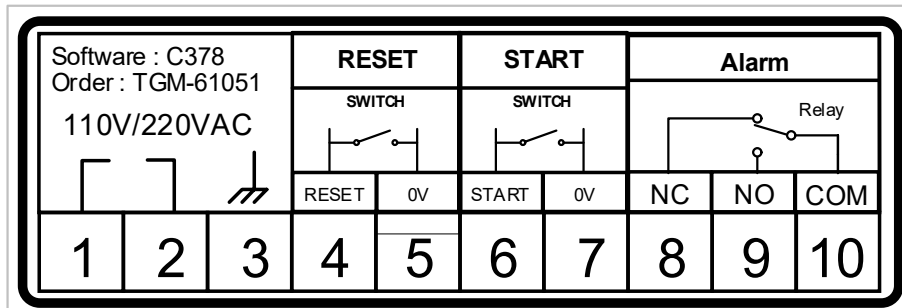 Software : C378
Order : TGM-61051
110V/220VAC
RESET
START
Alarm
SWITCH
SWITCH
Relay
RESET 0V START 0V NC NO COM
1 2 3 4 5 6 7 8 9 10